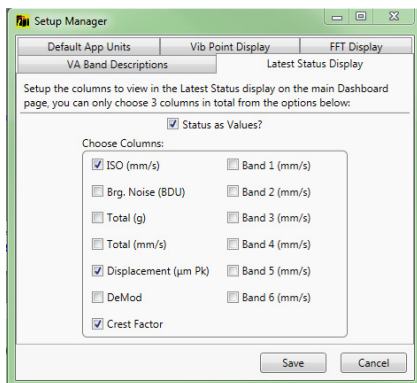 Setup Manager
Default App Units Vib Point Display FFT Display
VA Band Descriptions Latest Status Display
Setup the columns to view in the Latest Status display on the main Dashboard
page, you can only choose 3 columns in total from the options below:
Status as Values?
Choose Columns:
ISO (mm/s) Band 1 (mm/s)
Brg. Noise (BDU) Band 2 (mm/s)
Total (g) Band 3 (mm/s)
Total (mm/s) Band 4 (mm/s)
Displacement (µm Pk) Band 5 (mm/s)
DeMod Band 6 (mm/s)
Crest Factor
Save Cancel